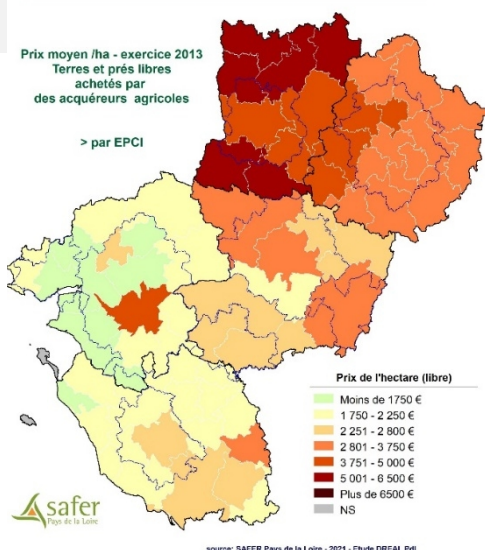 Prix moyen /ha - exercice 2013
Terres et prés libres
achetés par
des acquéreurs agricoles
> par EPCI
Prix de l'hectare (libre)
Moins de 1750 €
1 750 - 2 250 €
2 251 - 2 800 €
2 801 - 3 750 €
3 751 - 5 000 €
5 001 - 6 500 €
Plus de 6500 €
NS
safer
Pays de la Loire
source: SAFER Pays de la Loire - 2021 - Etude DREAL Pdl